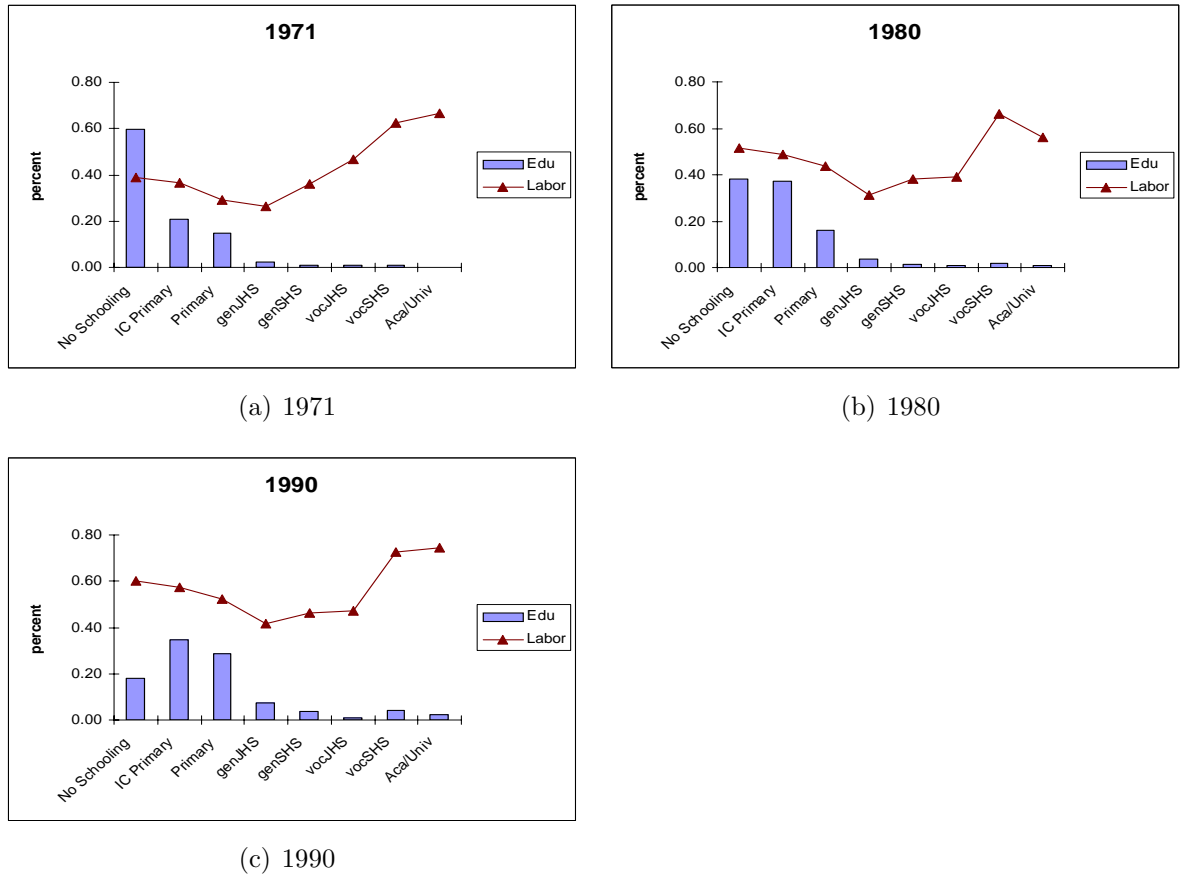 1971
0.80
0.60
0.40
0.20
0.00
percent
No Schooling
IC Primary
Primary
genJHS
genSHS
vocJHS
vocSHS
Aca/Univ
Edu
Labor
(a) 1971
1980
0.80
0.60
0.40
0.20
0.00
percent
No Schooling
IC Primary
Primary
genJHS
genSHS
vocJHS
vocSHS
Aca/Univ
Edu
Labor
(b) 1980
1990
0.80
0.60
0.40
0.20
0.00
percent
No Schooling
IC Primary
Primary
genJHS
genSHS
vocJHS
vocSHS
Aca/Univ
Edu
Labor
(c) 1990